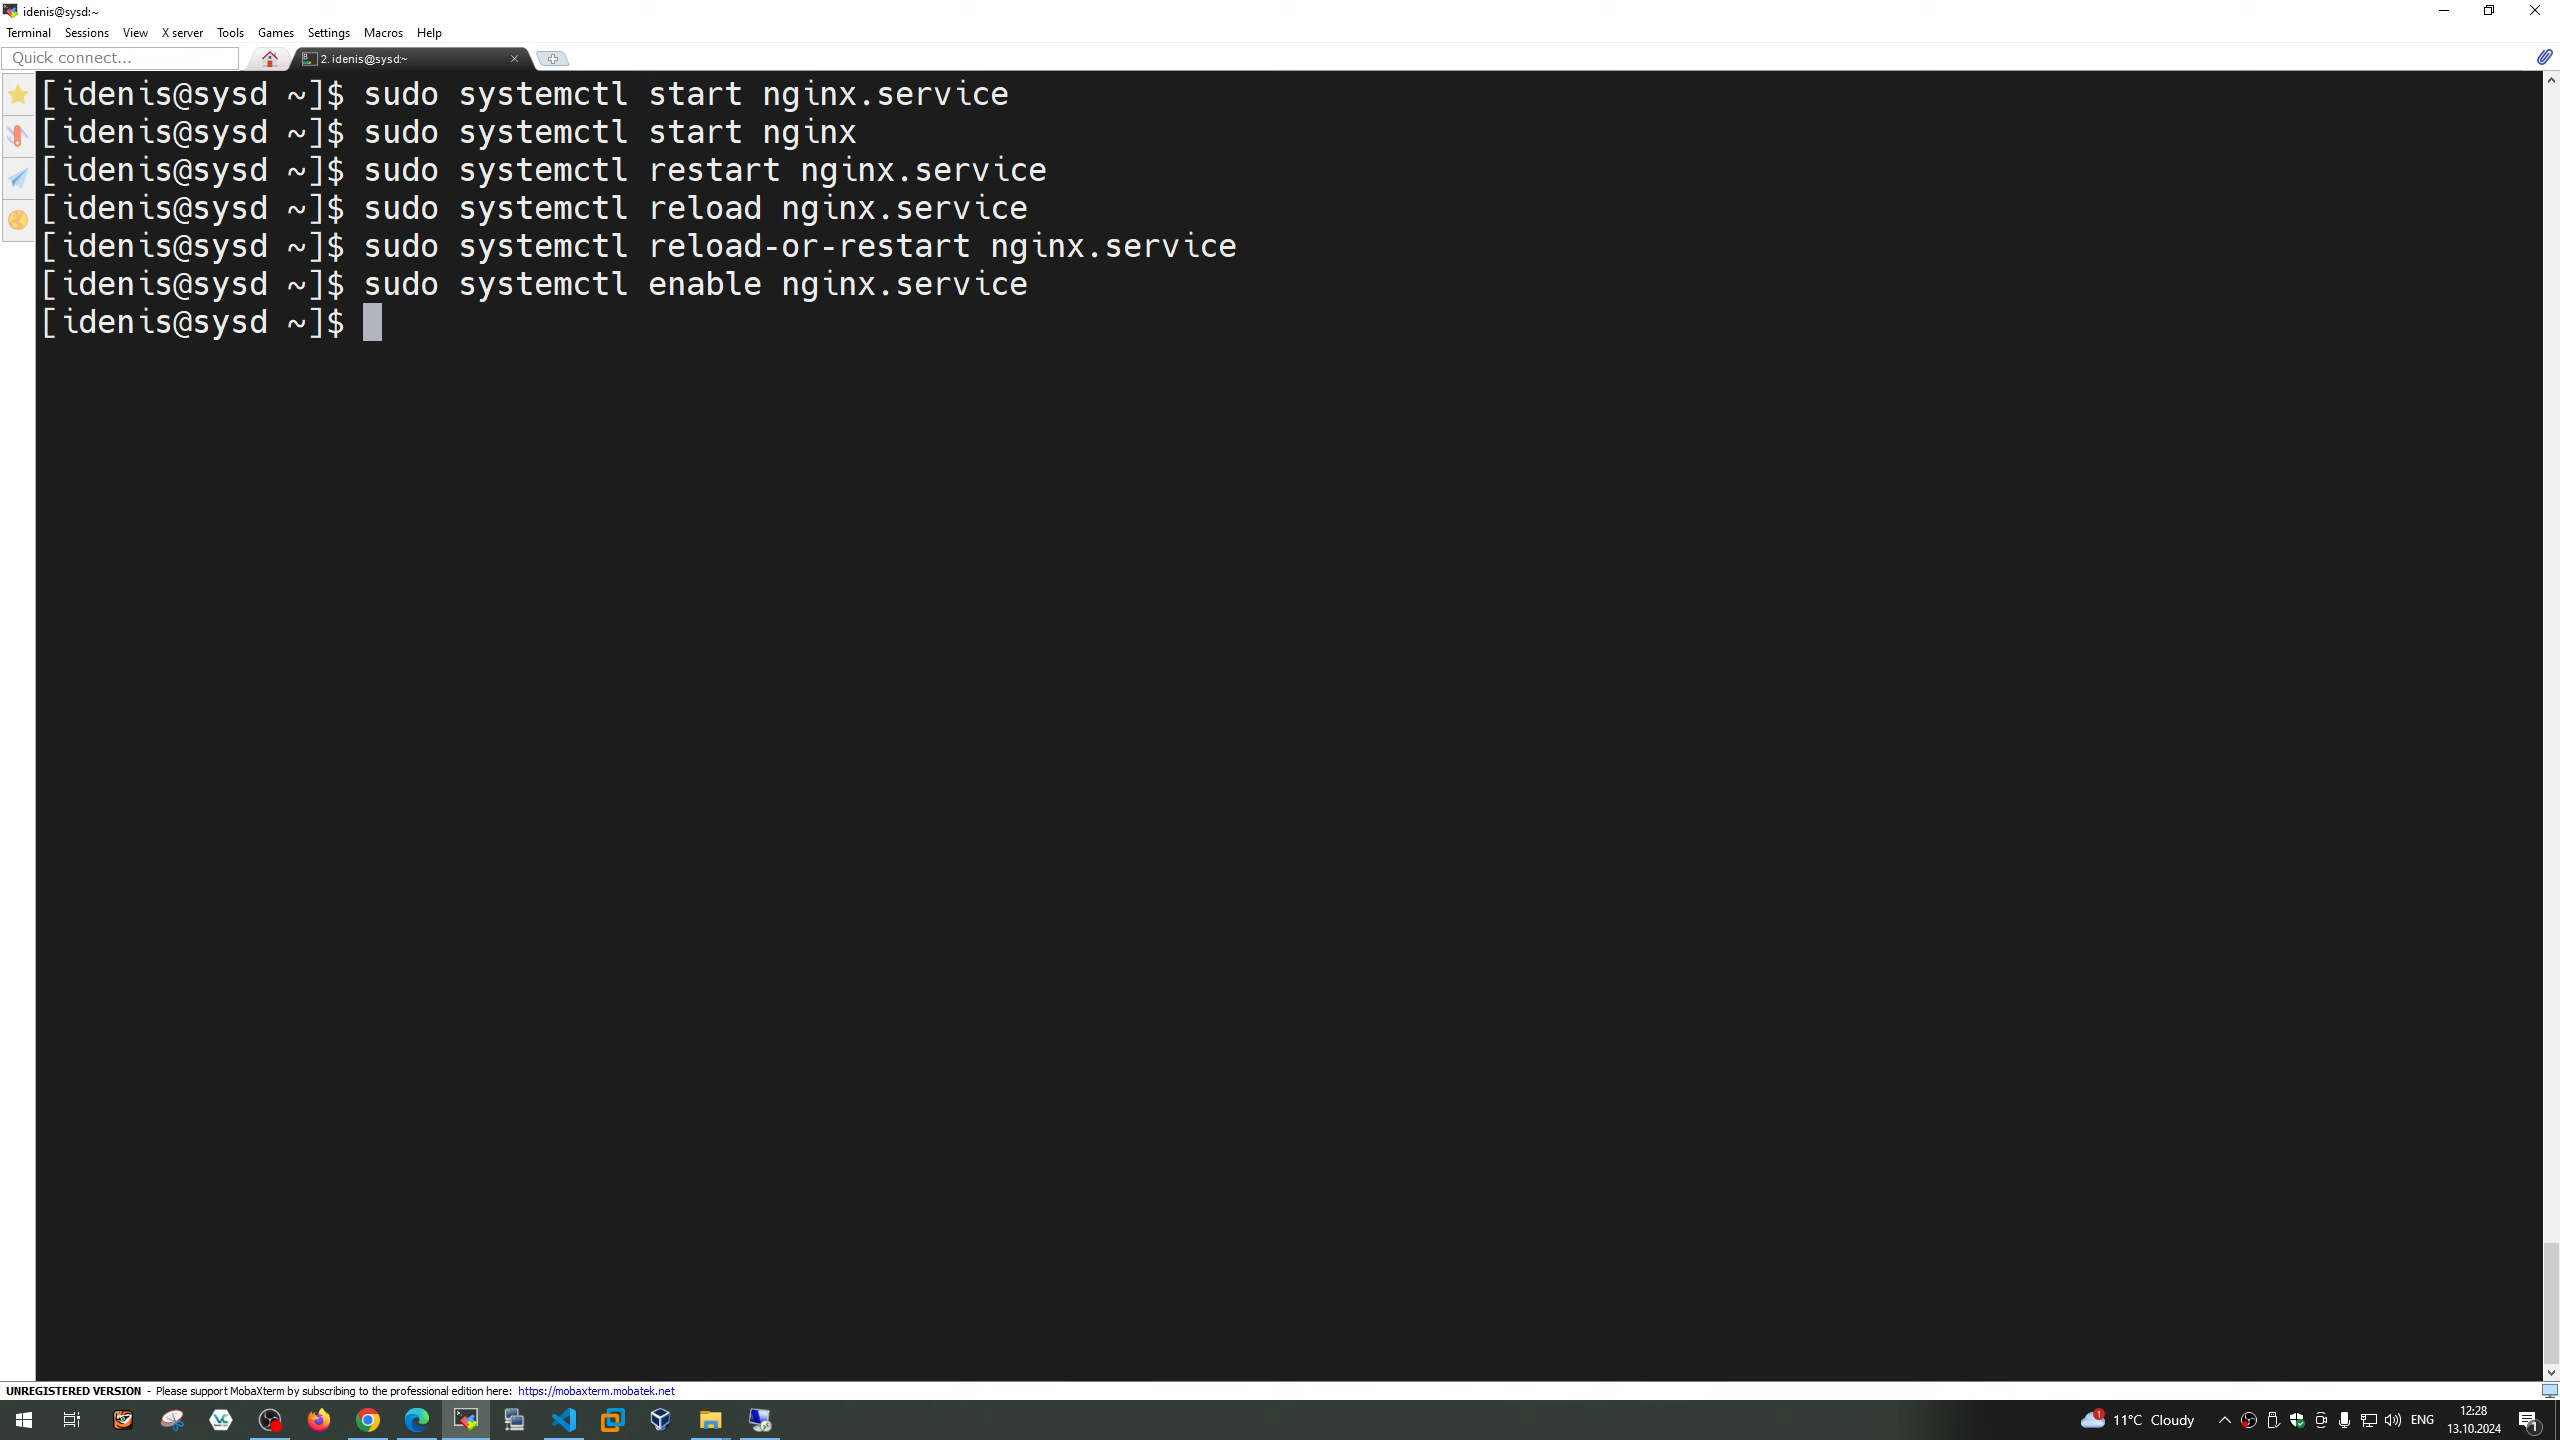 idenis@sysd:~
Terminal Sessions View X server Tools Games Settings Macros Help
Quick connect...
2. idenis@sysd:~
[idenis@sysd ~]$ sudo systemctl start nginx.service
[idenis@sysd ~]$ sudo systemctl start nginx
[idenis@sysd ~]$ sudo systemctl restart nginx.service
[idenis@sysd ~]$ sudo systemctl reload nginx.service
[idenis@sysd ~]$ sudo systemctl reload-or-restart nginx.service
[idenis@sysd ~]$ sudo systemctl enable nginx.service
[idenis@sysd ~]$
UNREGISTERED VERSION - Please support MobaXterm by subscribing to the professional edition here: https://mobaxterm.mobatek.net
1 11°C Cloudy ENG 12:28 1
13.10.2024